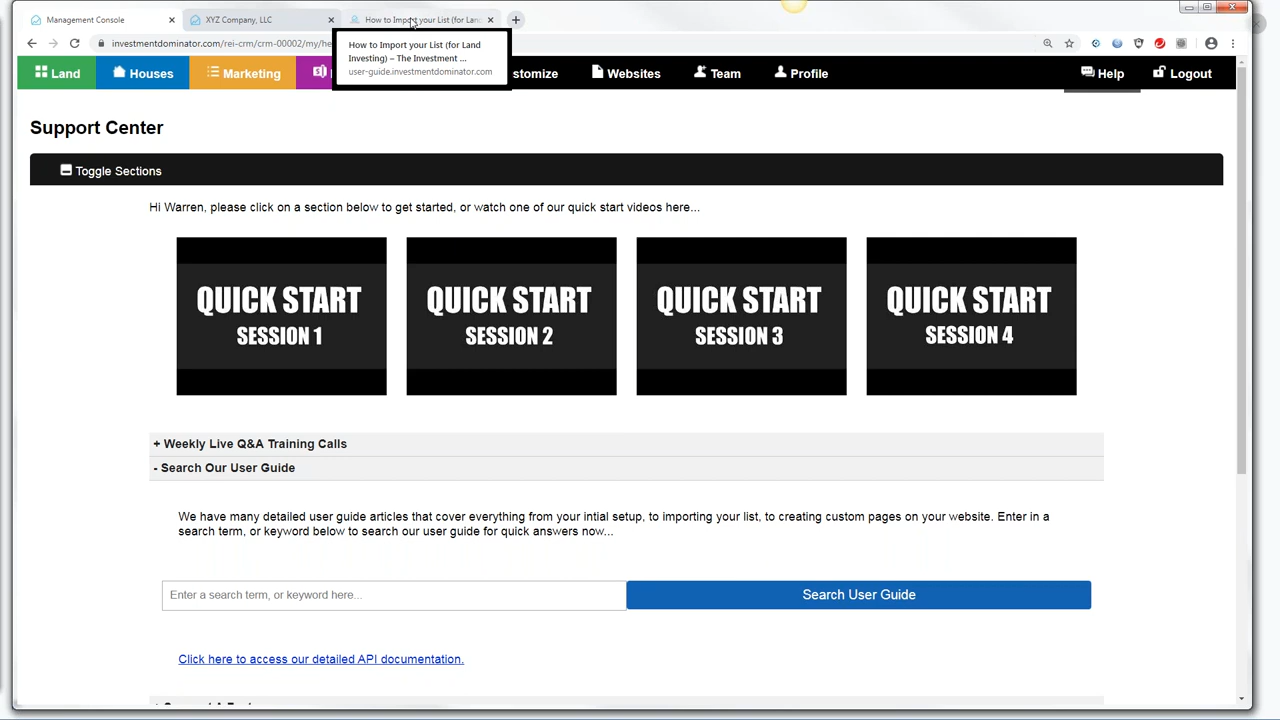 Management Console
XYZ Company, LLC
How to Import your List (for Lan
investmentdominator.com/rei-crm/crm-00002/my/he
How to Import your List (for Land
Investing) – The Investment ...
user-guide.investmentdominator.com
Land
Houses
Marketing
stomize
Websites
Team
Profile
Help
Logout
Support Center
Toggle Sections
Hi Warren, please click on a section below to get started, or watch one of our quick start videos here...
QUICK START
SESSION 1
QUICK START
SESSION 2
QUICK START
SESSION 3
QUICK START
SESSION 4
+ Weekly Live Q&A Training Calls
- Search Our User Guide
We have many detailed user guide articles that cover everything from your intial setup, to importing your list, to creating custom pages on your website. Enter in a
search term, or keyword below to search our user guide for quick answers now...
Enter a search term, or keyword here...
Search User Guide
Click here to access our detailed API documentation.